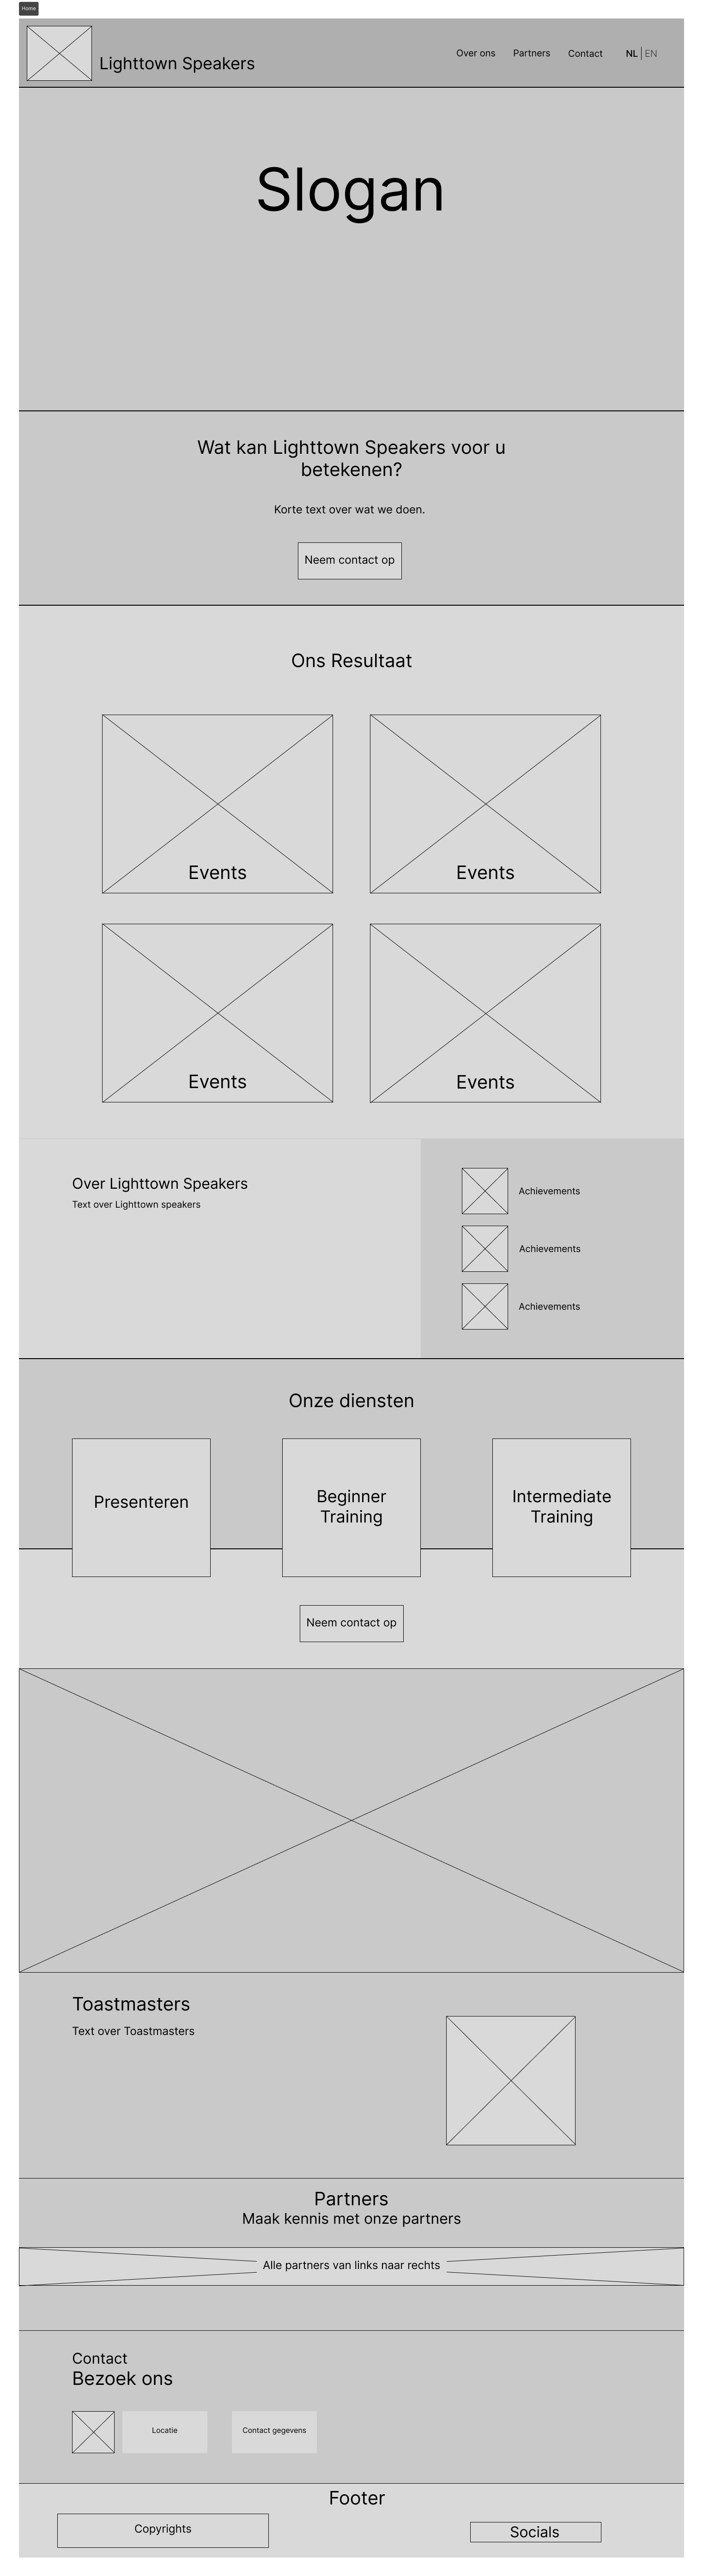 Home
Lighttown Speakers
Over ons
Partners
Contact
NL | EN
Slogan
Wat kan Lighttown Speakers voor u
betekenen?
Korte text over wat we doen.
Neem contact op
Ons Resultaat
Events
Events
Events
Events
Over Lighttown Speakers
Text over Lighttown speakers
Achievements
Achievements
Achievements
Onze diensten
Presenteren
Beginner
Training
Intermediate
Training
Neem contact op
Toastmasters
Text over Toastmasters
Partners
Maak kennis met onze partners
Alle partners van links naar rechts
Contact
Bezoek ons
Locatie
Contact gegevens
Footer
Copyrights
Socials